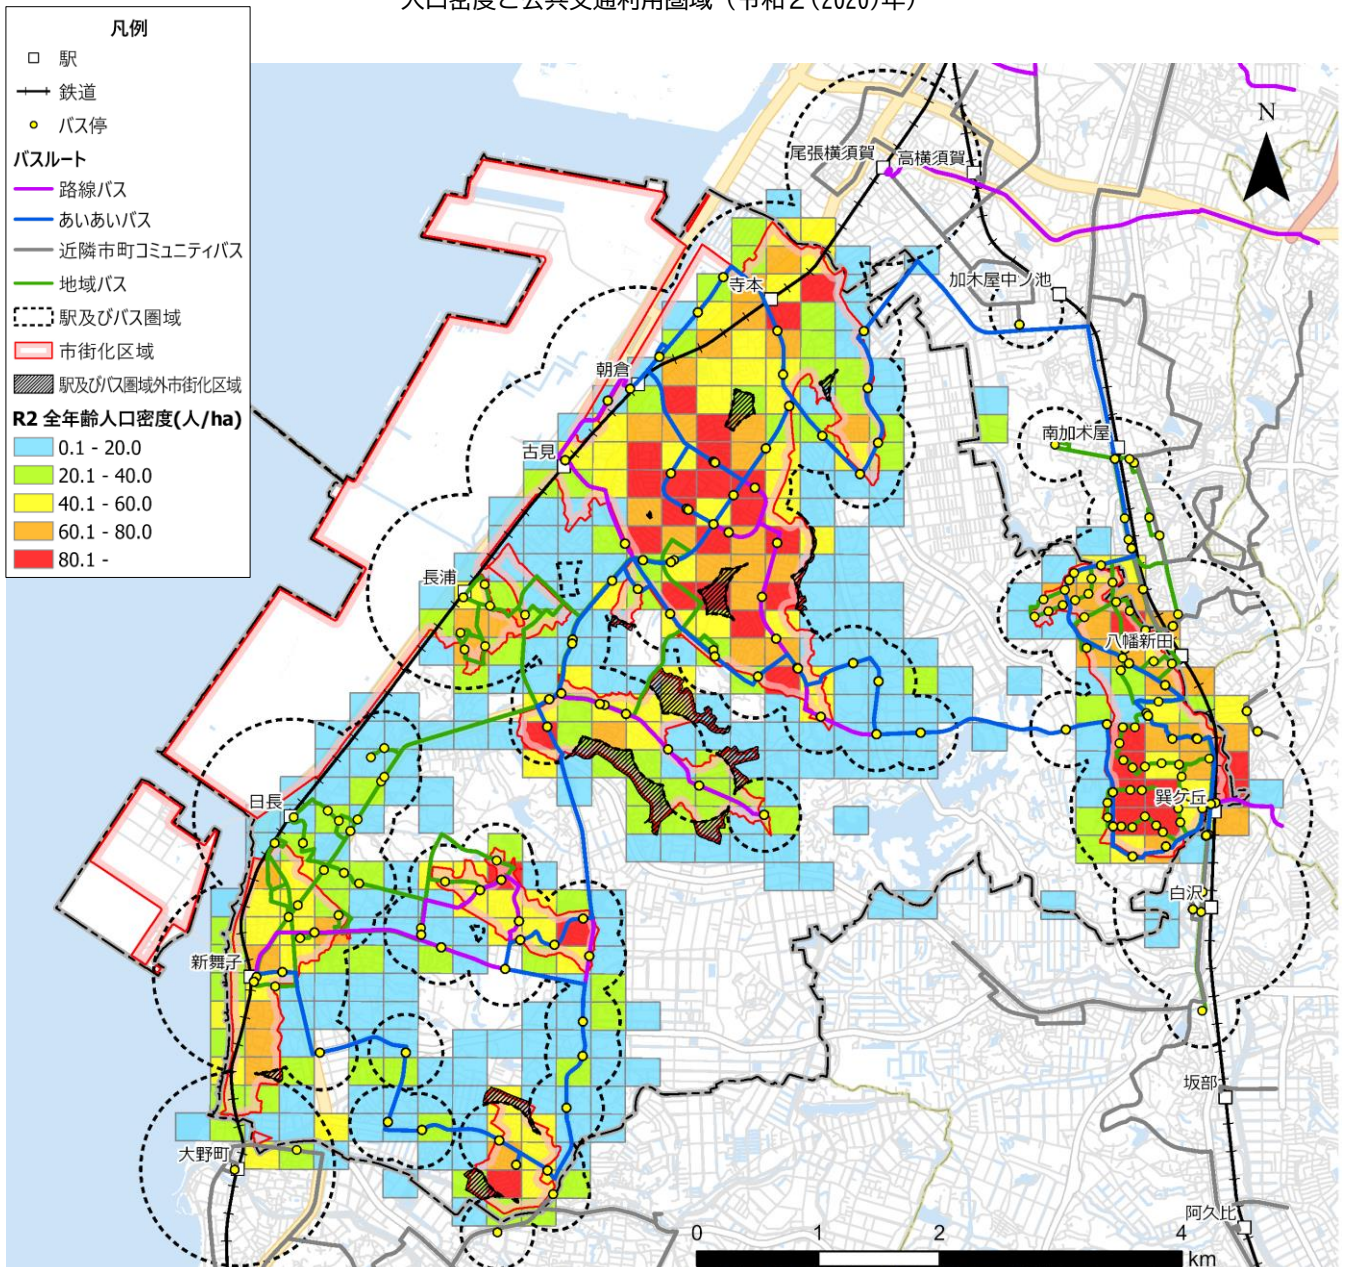 人口密度と公共交通利用圏域（令和２(2020)年）
凡例
駅
鉄道
バス停
バスルート
路線バス
あいあいバス
近隣市町コミュニティバス
地域バス
駅及びバス圏域
市街化区域
駅及びバス圏域外市街化区域
R2 全年齢人口密度(人/ha)
0.1 - 20.0
20.1 - 40.0
40.1 - 60.0
60.1 - 80.0
80.1 -
N
尾張横須賀
高横須賀
寺本
加木屋中ノ池
朝倉
南加木屋
古見
長浦
八幡新田
日長
巽ケ丘
白沢
新舞子
坂部
大野町
阿久比
0 1 2 4
km